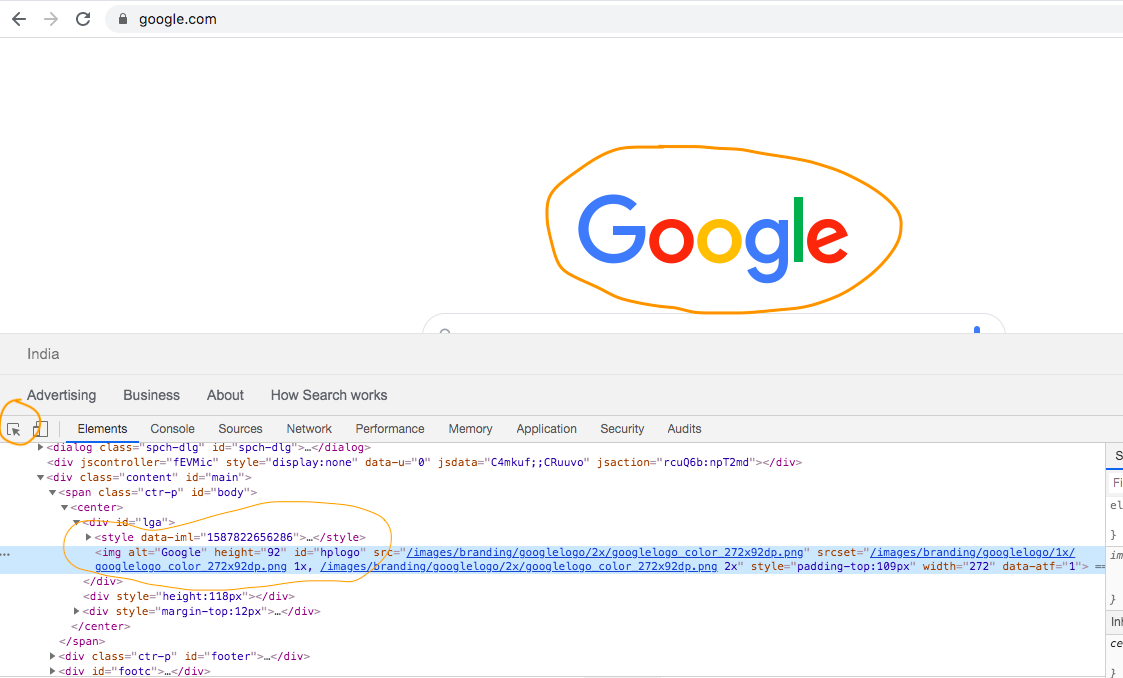 google.com
Google
India
Advertising Business About How Search works
Elements Console Sources Network Performance Memory Application Security Audits
<dialog class="spch-dlg" id="spch-dlg">…</dialog>
S
<div jscontroller="fEVMic" style="display:none" data-u="0" jsdata="C4mkuf;;CRuuvo" jsaction="rcuQ6b:npT2md"></div>
<div class="content" id="main">
Fi
<span class="ctr-p" id="body">
<center>
el
<div id="lga">
<style data-iml="1587822656286">…</style>
}
… <img alt="Google" height="92" id="hplogo" src="/images/branding/googlelogo/2x/googlelogo_color_272x92dp.png" srcset="/images/branding/googlelogo/1x/
im
googlelogo_color_272x92dp.png 1x, /images/branding/googlelogo/2x/googlelogo_color_272x92dp.png 2x" style="padding-top:109px" width="272" data-atf="1"> ==
</div>
<div style="height:118px"></div>
}
<div style="margin-top:12px">…</div>
</center>
Inh
</span>
ce
<div class="ctr-p" id="footer">…</div>
<div id="footc">…</div>
}